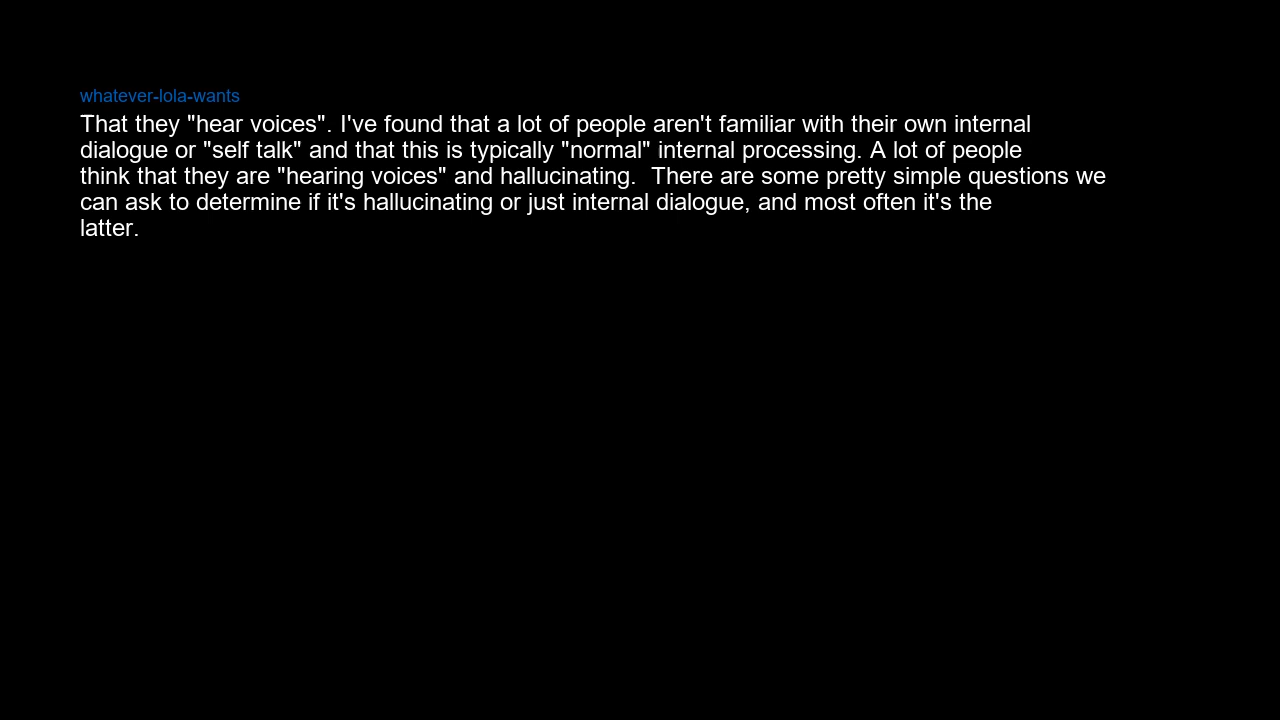 whatever-lola-wants
That they "hear voices". I've found that a lot of people aren't familiar with their own internal
dialogue or "self talk" and that this is typically "normal" internal processing. A lot of people
think that they are "hearing voices" and hallucinating.  There are some pretty simple questions we
can ask to determine if it's hallucinating or just internal dialogue, and most often it's the
latter.